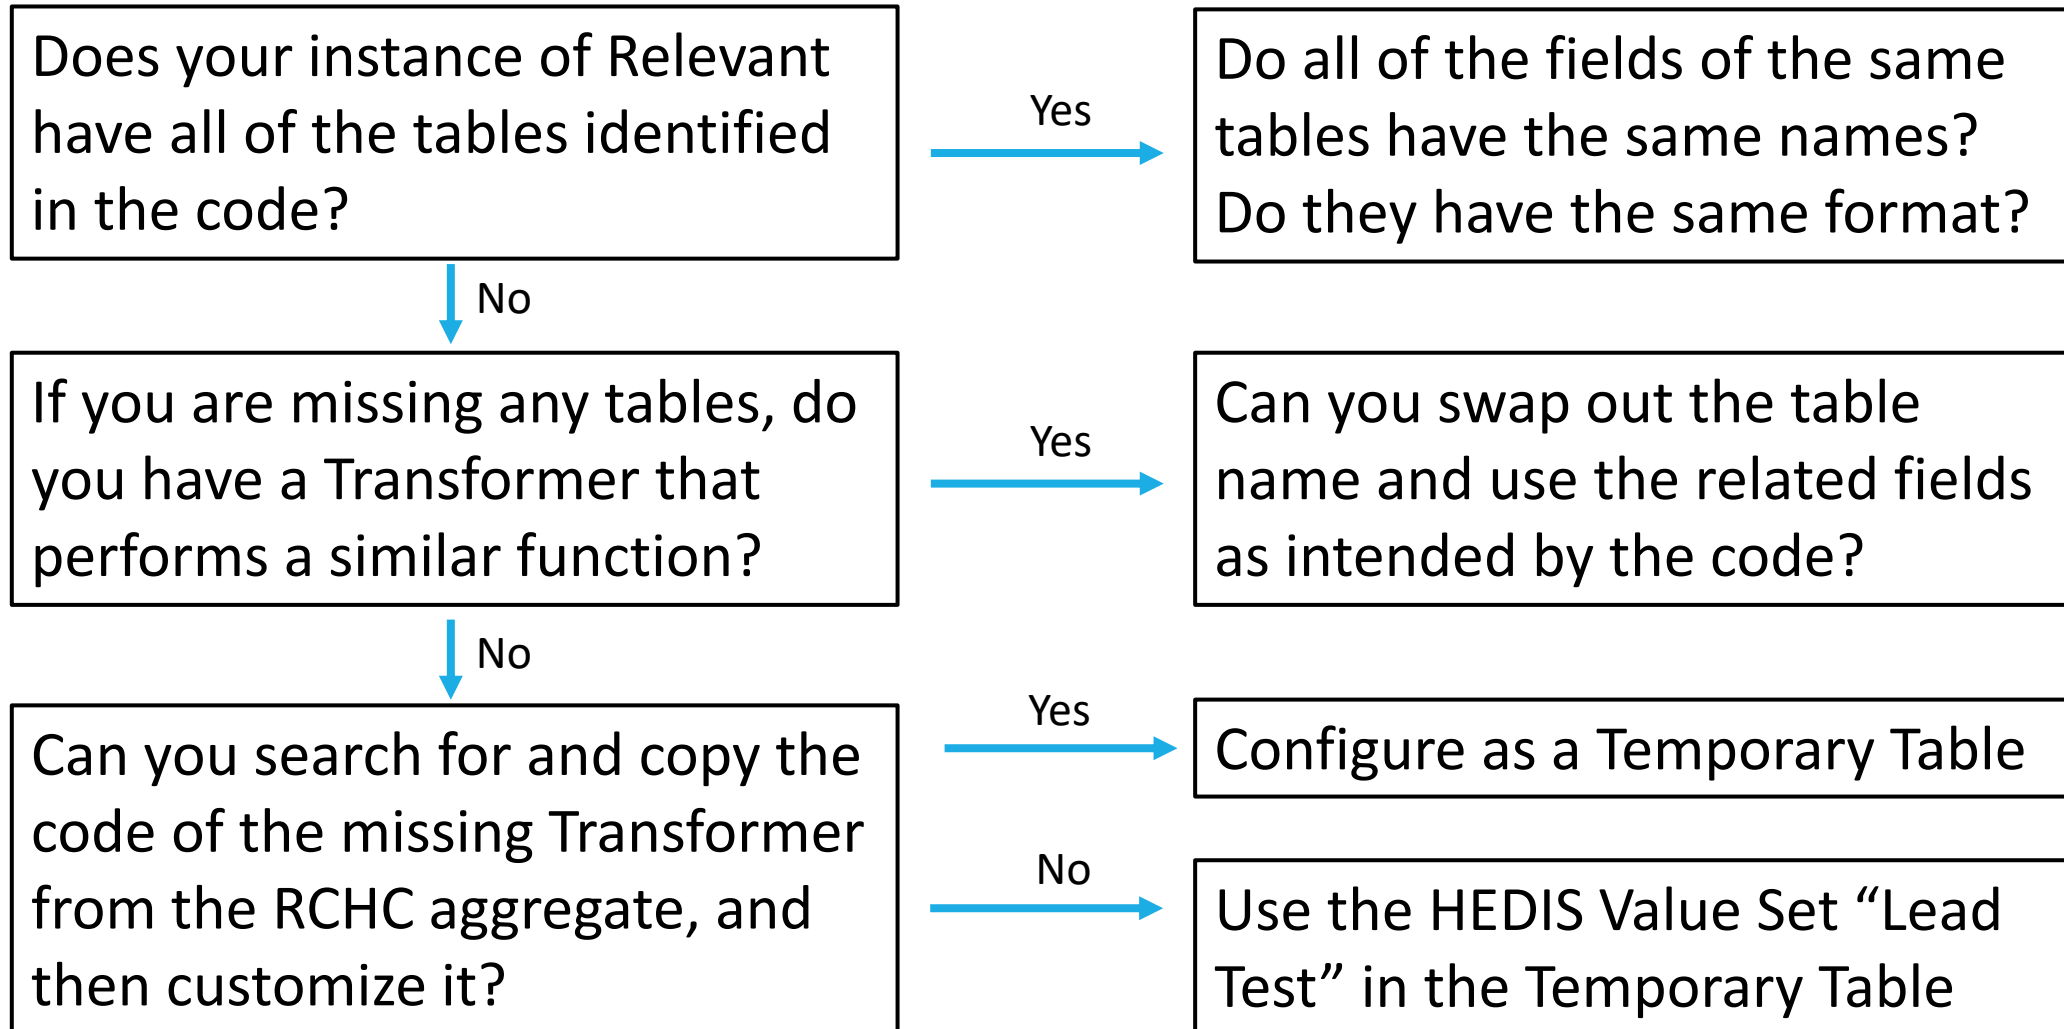 Does your instance of Relevant
have all of the tables identified
in the code?
Yes
Do all of the fields of the same
tables have the same names?
Do they have the same format?
No
If you are missing any tables, do
you have a Transformer that
performs a similar function?
Yes
Can you swap out the table
name and use the related fields
as intended by the code?
No
Can you search for and copy the
code of the missing Transformer
from the RCHC aggregate, and
then customize it?
Yes
Configure as a Temporary Table
No
Use the HEDIS Value Set “Lead
Test” in the Temporary Table